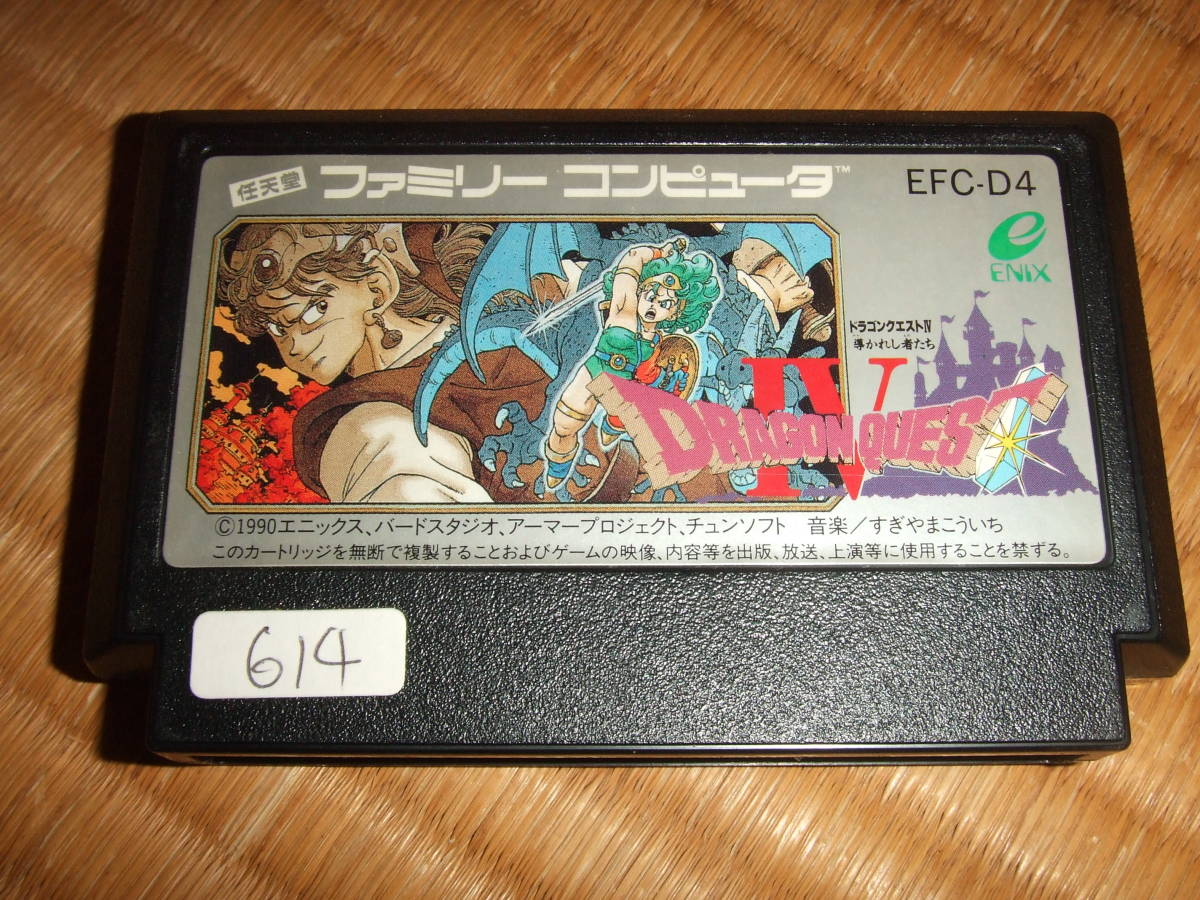 任天堂 ファミリー コンピュータ™
EFC-D4
e
ENIX
ドラゴンクエストIV
導かれし者たち
IV
DRAGON QUEST
©1990エニックス、バードスタジオ、アーマープロジェクト、チュンソフト 音楽/すぎやまこういち
このカートリッジを無断で複製することおよびゲームの映像、内容等を出版、放送、上演等に使用することを禁ずる。
614